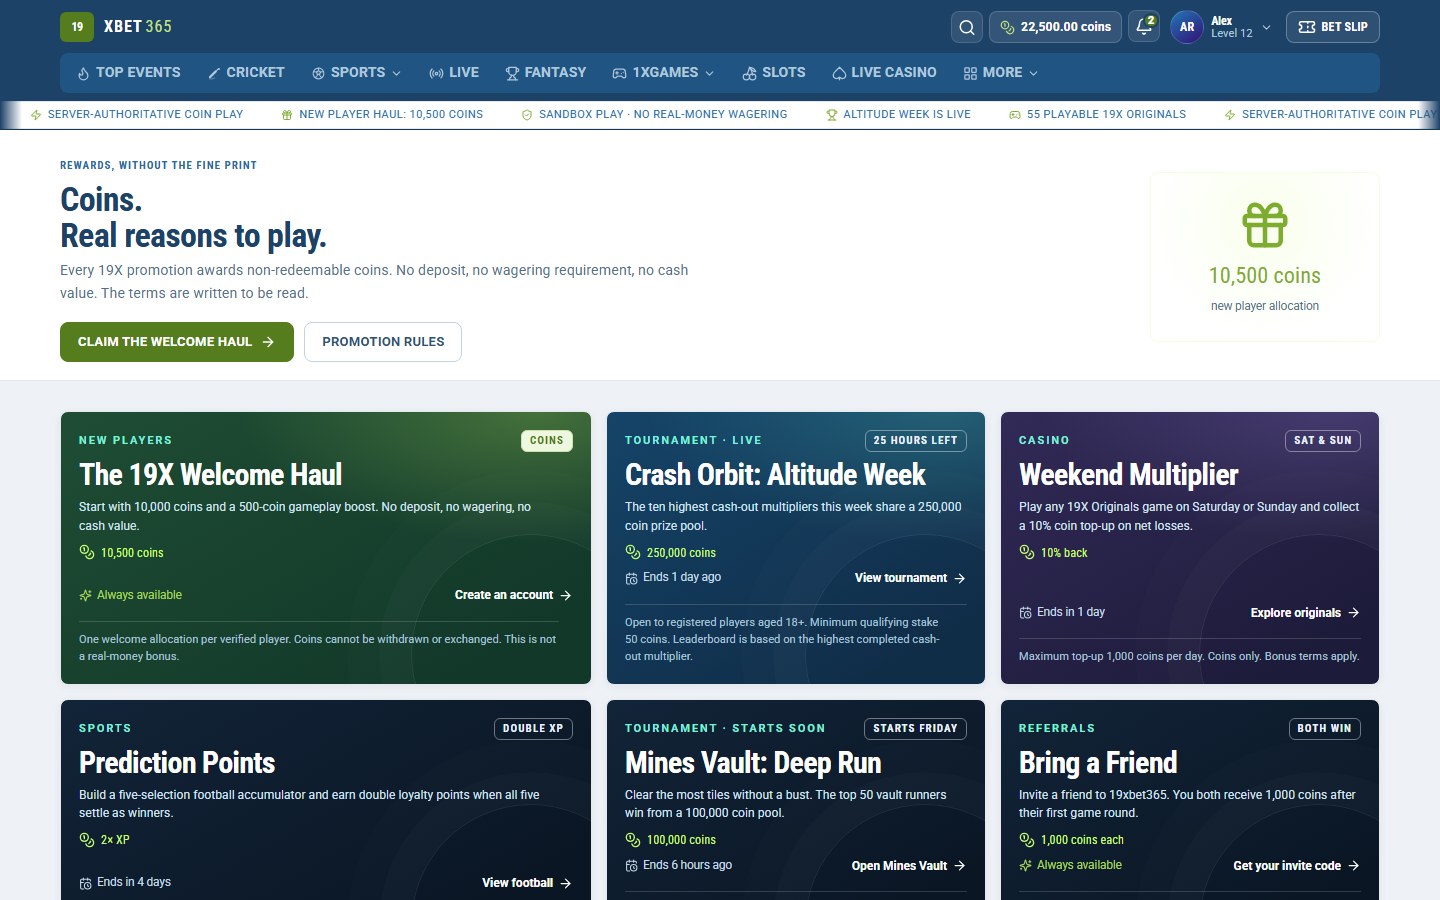 19 XBET 365
22,500.00 coins
2
AR
Alex
Level 12
BET SLIP
TOP EVENTS CRICKET SPORTS LIVE FANTASY 1XGAMES SLOTS LIVE CASINO MORE
SERVER-AUTHORITATIVE COIN PLAY NEW PLAYER HAUL: 10,500 COINS SANDBOX PLAY · NO REAL-MONEY WAGERING ALTITUDE WEEK IS LIVE 55 PLAYABLE 19X ORIGINALS SERVER-AUTHORITATIVE COIN PLAY
REWARDS, WITHOUT THE FINE PRINT
Coins.
Real reasons to play.
Every 19X promotion awards non-redeemable coins. No deposit, no wagering requirement, no cash
value. The terms are written to be read.
CLAIM THE WELCOME HAUL
PROMOTION RULES
10,500 coins
new player allocation
NEW PLAYERS
COINS
The 19X Welcome Haul
Start with 10,000 coins and a 500-coin gameplay boost. No deposit, no wagering, no
cash value.
10,500 coins
Always available
Create an account
One welcome allocation per verified player. Coins cannot be withdrawn or exchanged. This is not
a real-money bonus.
TOURNAMENT · LIVE
25 HOURS LEFT
Crash Orbit: Altitude Week
The ten highest cash-out multipliers this week share a 250,000
coin prize pool.
250,000 coins
Ends 1 day ago
View tournament
Open to registered players aged 18+. Minimum qualifying stake
50 coins. Leaderboard is based on the highest completed cash-
out multiplier.
CASINO
SAT & SUN
Weekend Multiplier
Play any 19X Originals game on Saturday or Sunday and collect
a 10% coin top-up on net losses.
10% back
Ends in 1 day
Explore originals
Maximum top-up 1,000 coins per day. Coins only. Bonus terms apply.
SPORTS
DOUBLE XP
Prediction Points
Build a five-selection football accumulator and earn double loyalty points when all five
settle as winners.
2× XP
Ends in 4 days
View football
TOURNAMENT · STARTS SOON
STARTS FRIDAY
Mines Vault: Deep Run
Clear the most tiles without a bust. The top 50 vault runners
win from a 100,000 coin pool.
100,000 coins
Ends 6 hours ago
Open Mines Vault
REFERRALS
BOTH WIN
Bring a Friend
Invite a friend to 19xbet365. You both receive 1,000 coins after
their first game round.
1,000 coins each
Always available
Get your invite code